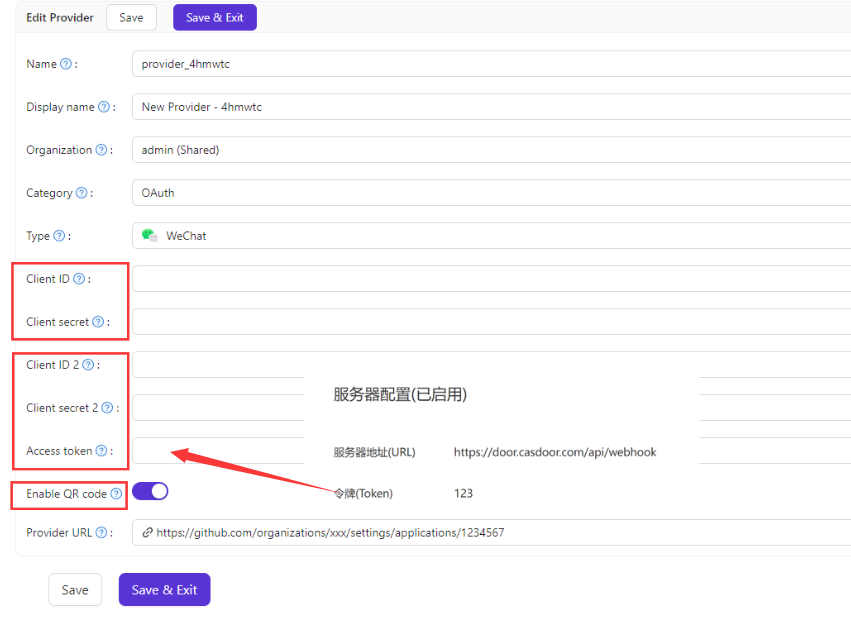 Edit Provider Save Save & Exit
Name : provider_4hmwtc
Display name : New Provider - 4hmwtc
Organization : admin (Shared)
Category : OAuth
Type : WeChat
Client ID :
Client secret :
Client ID 2 :
服务器配置(已启用)
Client secret 2 :
Access token :
服务器地址(URL) https://door.casdoor.com/api/webhook
Enable QR code
令牌(Token) 123
Provider URL : https://github.com/organizations/xxx/settings/applications/1234567
Save Save & Exit